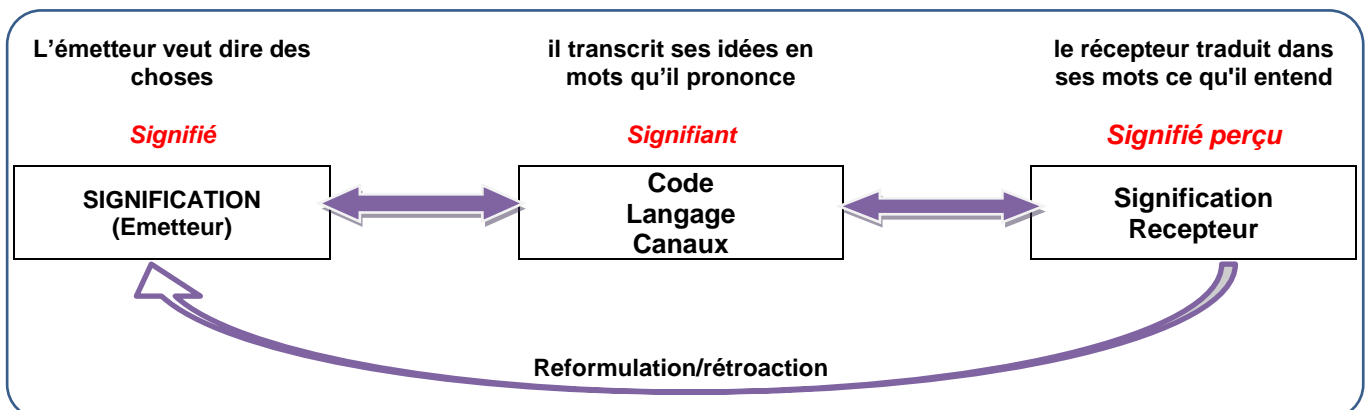 L'émetteur veut dire des
choses
Signifié
SIGNIFICATION
(Emetteur)
il transcrit ses idées en
mots qu'il prononce
Signifiant
Code
Langage
Canaux
le récepteur traduit dans
ses mots ce qu'il entend
Signifié perçu
Signification
Recepteur
Reformulation/rétroaction